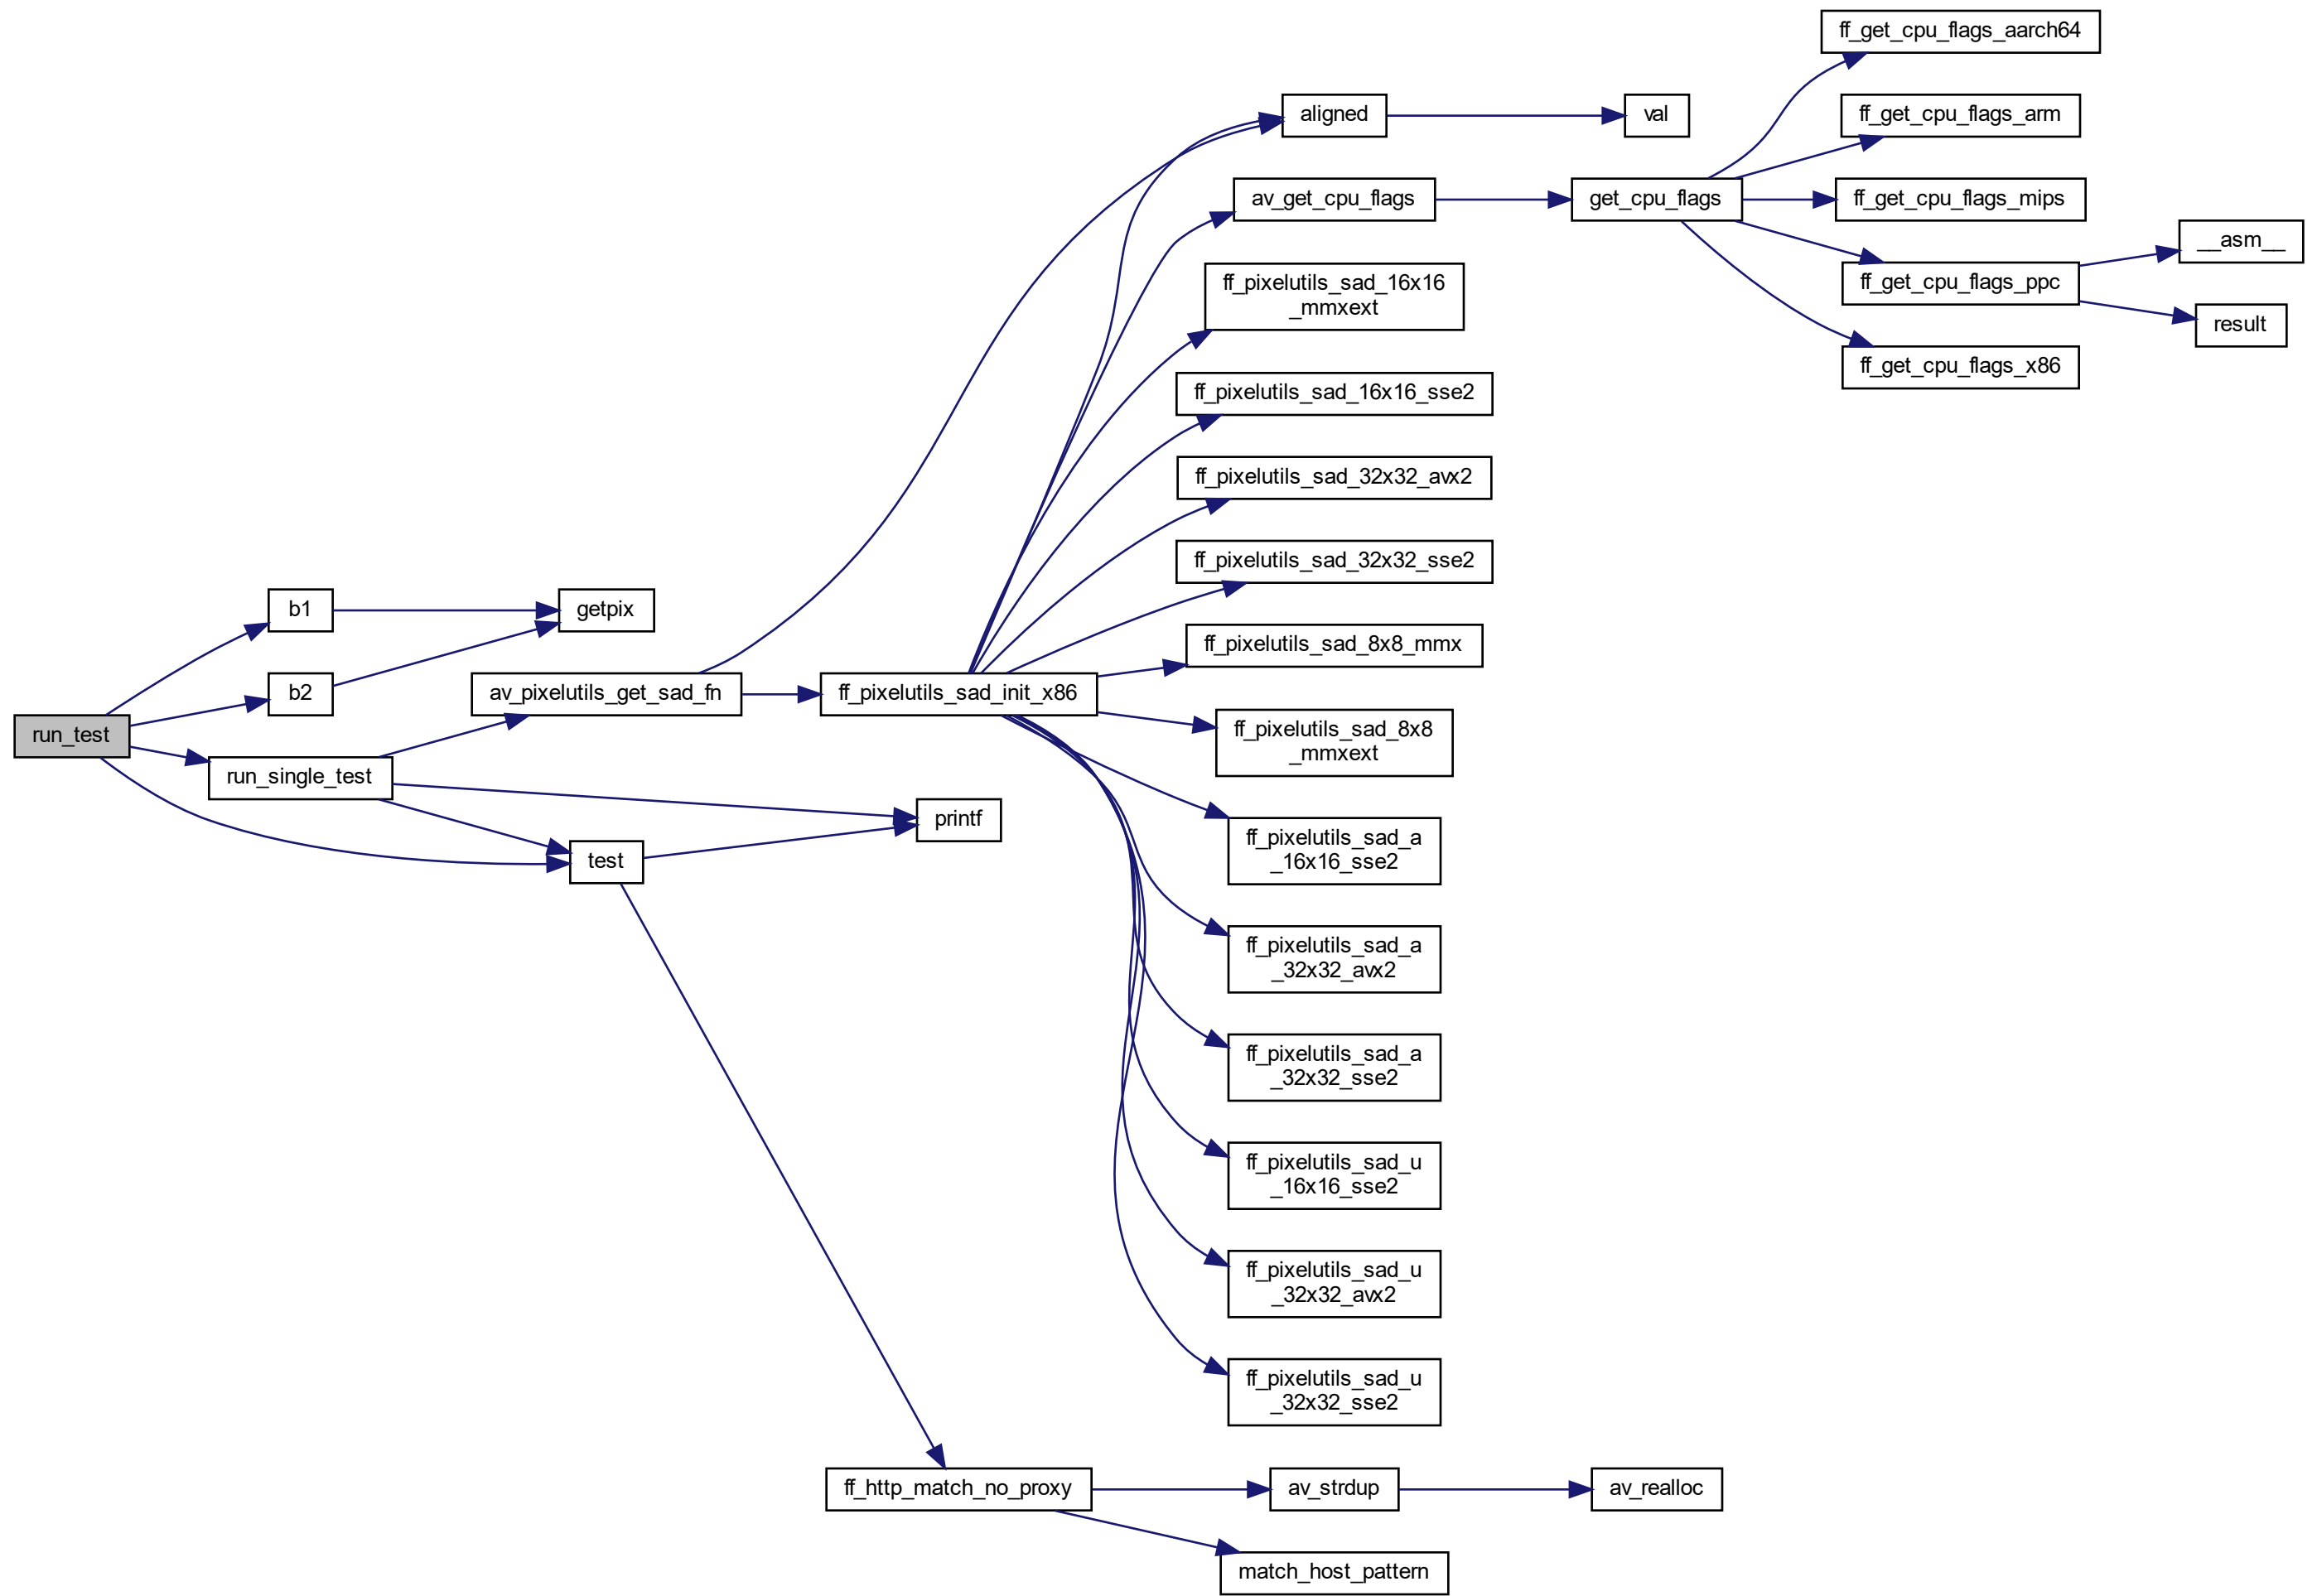 ff_get_cpu_flags_aarch64
aligned
val
ff_get_cpu_flags_arm
av_get_cpu_flags
get_cpu_flags
ff_get_cpu_flags_mips
__asm__
ff_get_cpu_flags_ppc
result
ff_get_cpu_flags_x86
ff_pixelutils_sad_16x16
_mmxext
ff_pixelutils_sad_16x16_sse2
ff_pixelutils_sad_32x32_avx2
ff_pixelutils_sad_32x32_sse2
b1
getpix
ff_pixelutils_sad_8x8_mmx
b2
av_pixelutils_get_sad_fn
ff_pixelutils_sad_init_x86
run_test
ff_pixelutils_sad_8x8
_mmxext
run_single_test
printf
test
ff_pixelutils_sad_a
_16x16_sse2
ff_pixelutils_sad_a
_32x32_avx2
ff_pixelutils_sad_a
_32x32_sse2
ff_pixelutils_sad_u
_16x16_sse2
ff_pixelutils_sad_u
_32x32_avx2
ff_pixelutils_sad_u
_32x32_sse2
ff_http_match_no_proxy
av_strdup
av_realloc
match_host_pattern